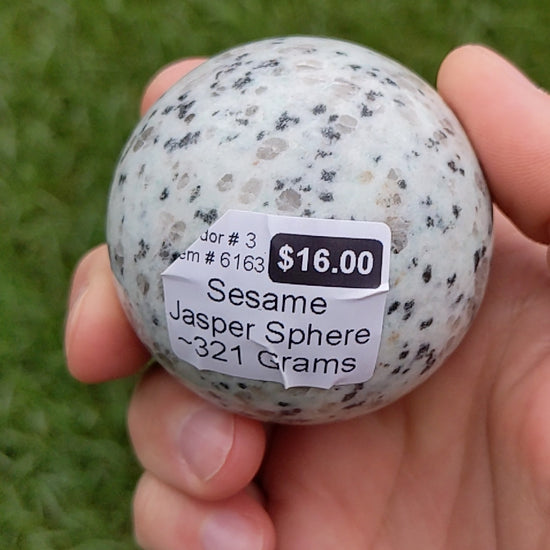 dor # 3
em # 6163
$16.00
Sesame
Jasper Sphere
~321 Grams